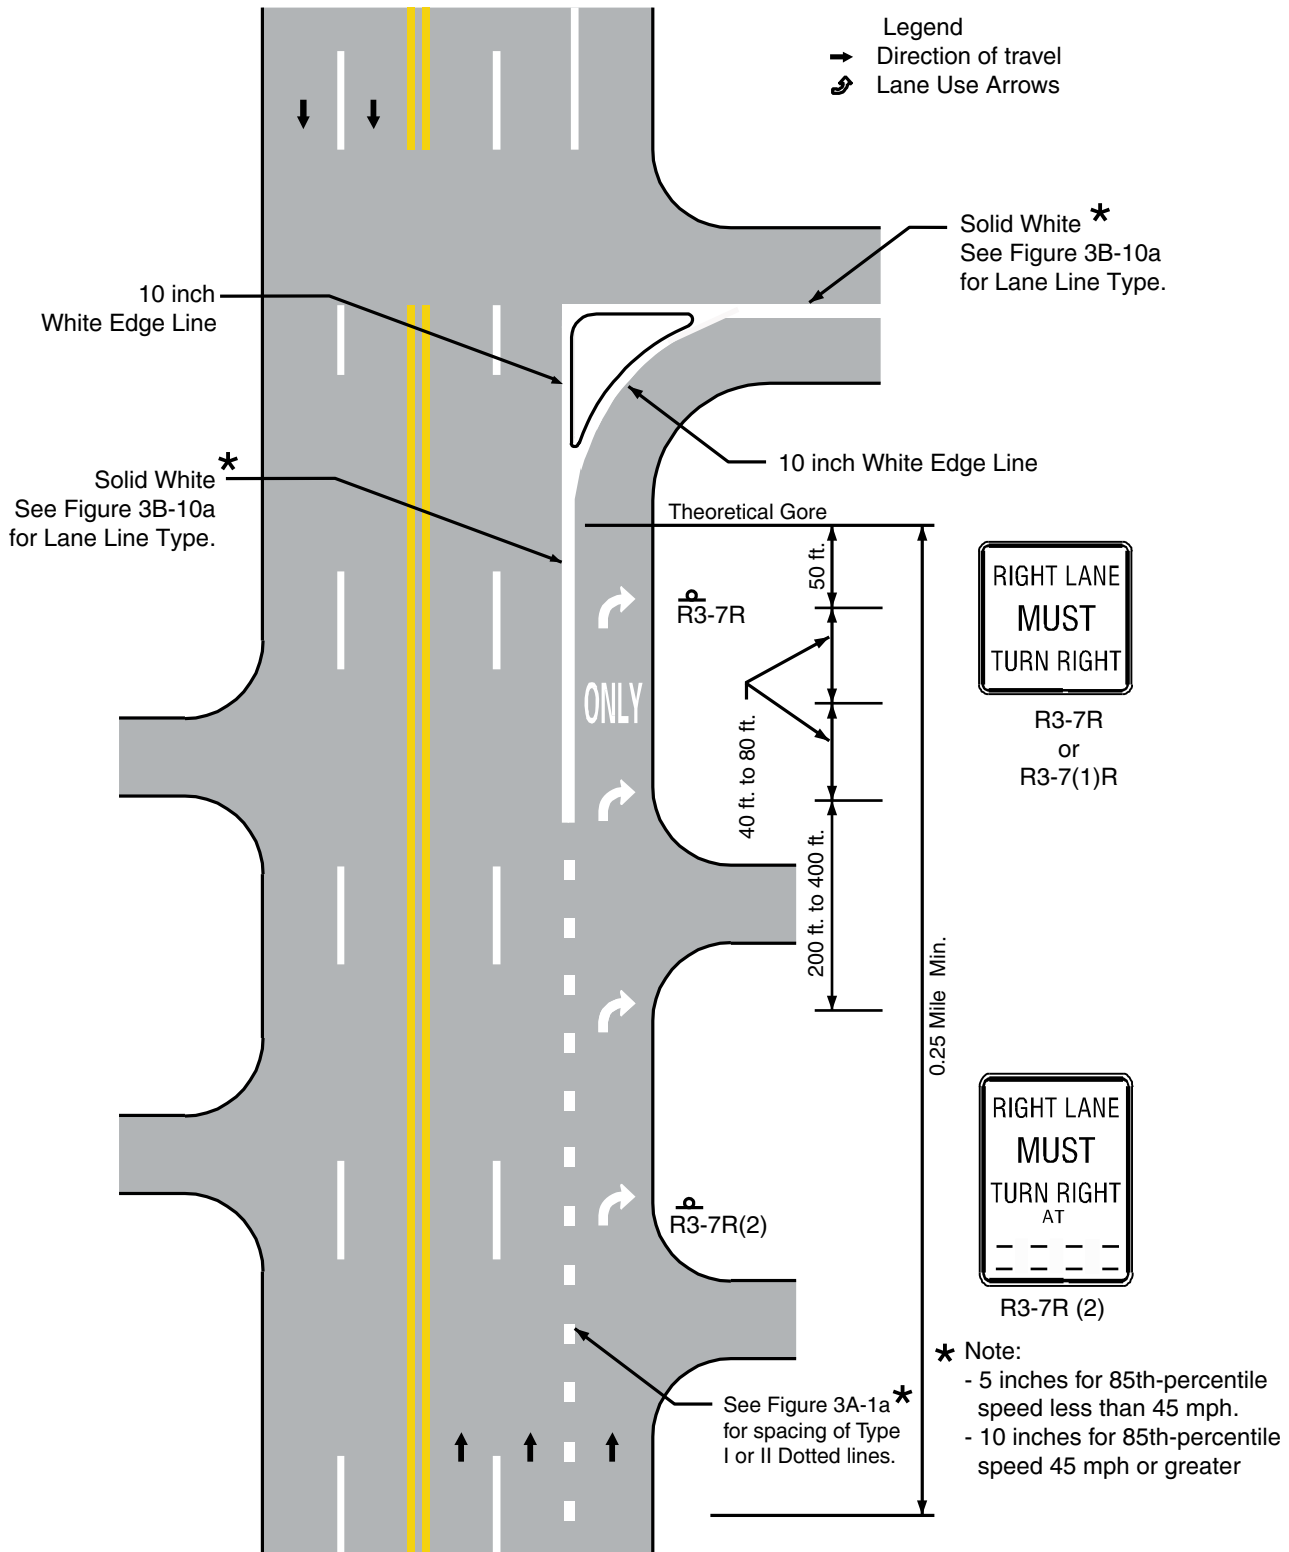 Legend
Direction of travel
Lane Use Arrows
Solid White *
See Figure 3B-10a
for Lane Line Type.
10 inch
White Edge Line
10 inch White Edge Line
Solid White *
See Figure 3B-10a
for Lane Line Type.
Theoretical Gore
50 ft.
R3-7R
RIGHT LANE
MUST
TURN RIGHT
R3-7R
or
R3-7(1)R
ONLY
40 ft. to 80 ft.
200 ft. to 400 ft.
0.25 Mile Min.
R3-7R(2)
RIGHT LANE
MUST
TURN RIGHT
AT
R3-7R (2)
* Note:
- 5 inches for 85th-percentile
speed less than 45 mph.
- 10 inches for 85th-percentile
speed 45 mph or greater
See Figure 3A-1a *
for spacing of Type
I or II Dotted lines.